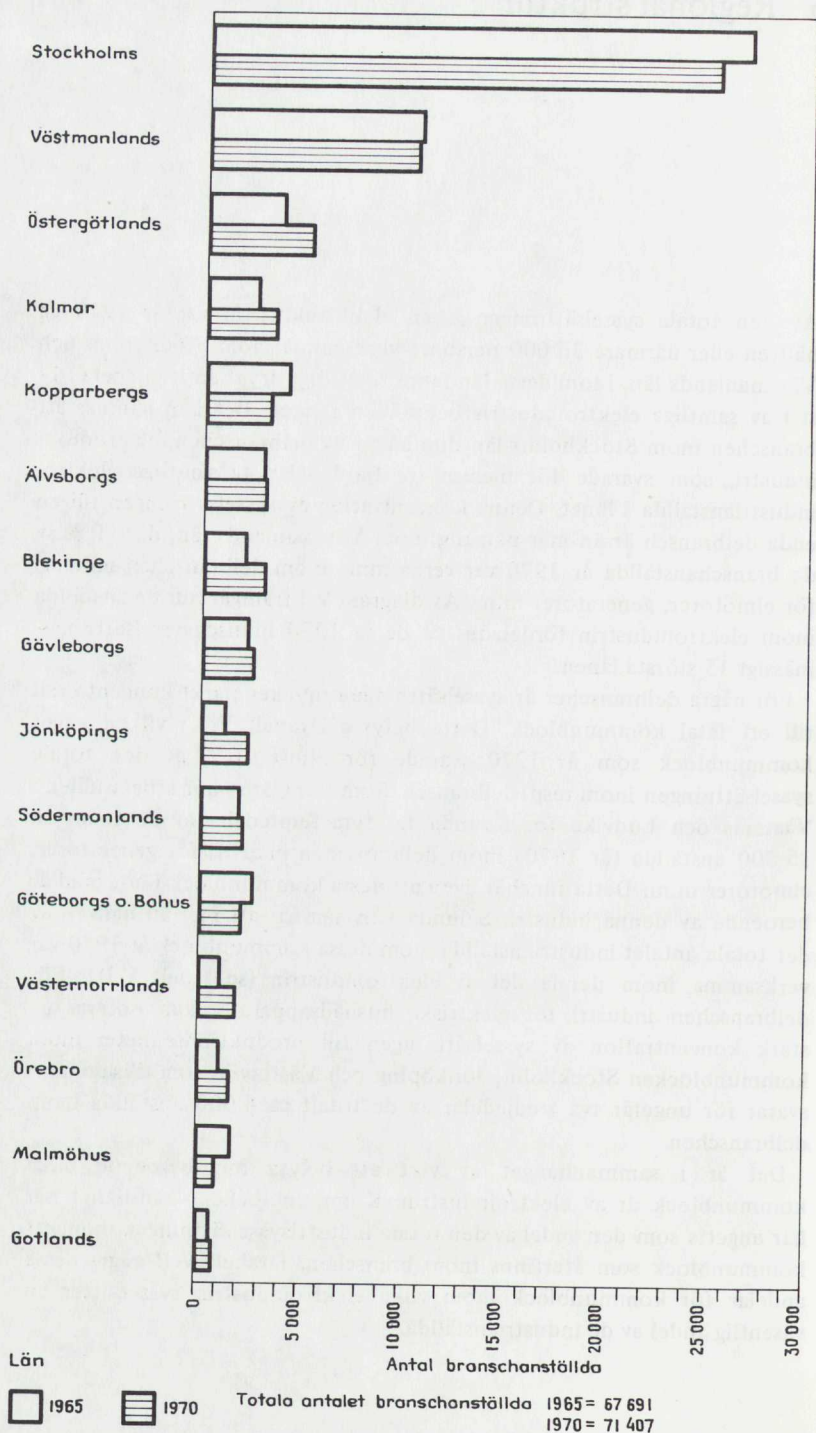 Stockholms
Västmanlands
Östergötlands
Kalmar
Kopparbergs
Älvsborgs
Blekinge
Gävleborgs
Jönköpings
Södermanlands
Göteborgs o. Bohus
Västernorrlands
Örebro
Malmöhus
Gotlands
0
5 000
10 000
15 000
20 000
25 000
30 000
Antal branschanställda
Län
1965
1970
Totala antalet branschanställda 1965 = 67 691
1970 = 71 407